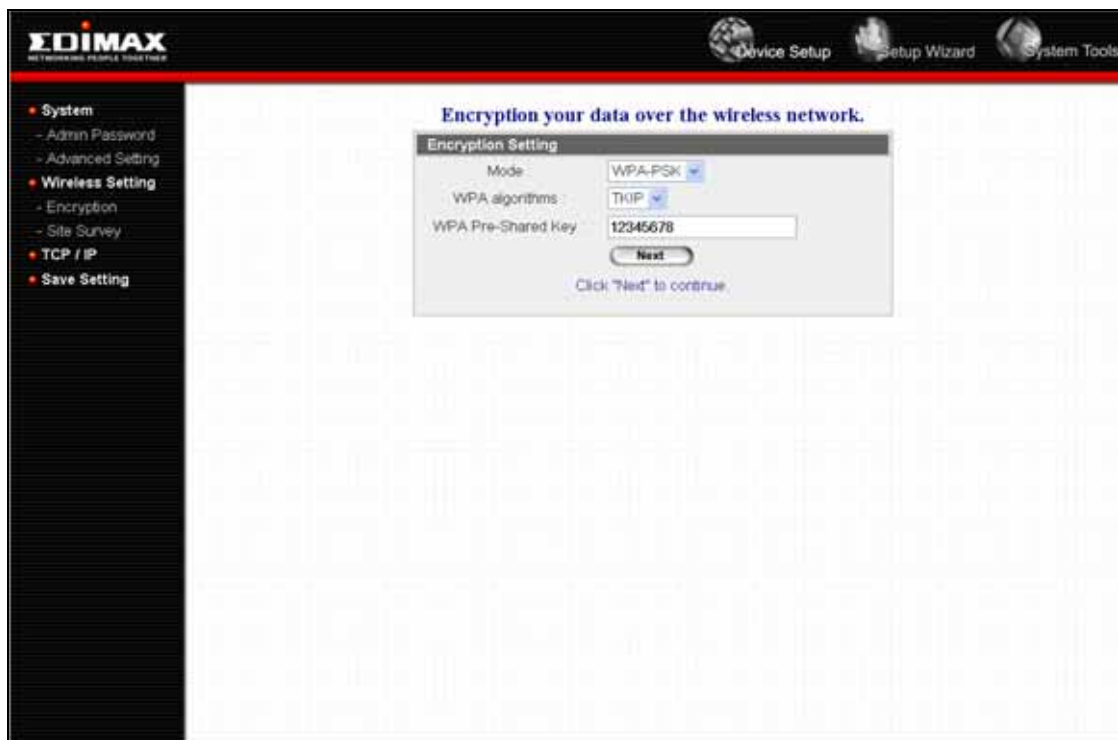 EDIMAX
NETWORKING PEOPLE TOGETHER
Device Setup
Setup Wizard
System Tools
System
- Admin Password
- Advanced Setting
Wireless Setting
- Encryption
- Site Survey
TCP / IP
Save Setting
Encryption your data over the wireless network.
Encryption Setting
Mode WPA-PSK
WPA algorithms : TKIP
WPA Pre-Shared Key 12345678
Next
Click "Next" to continue.